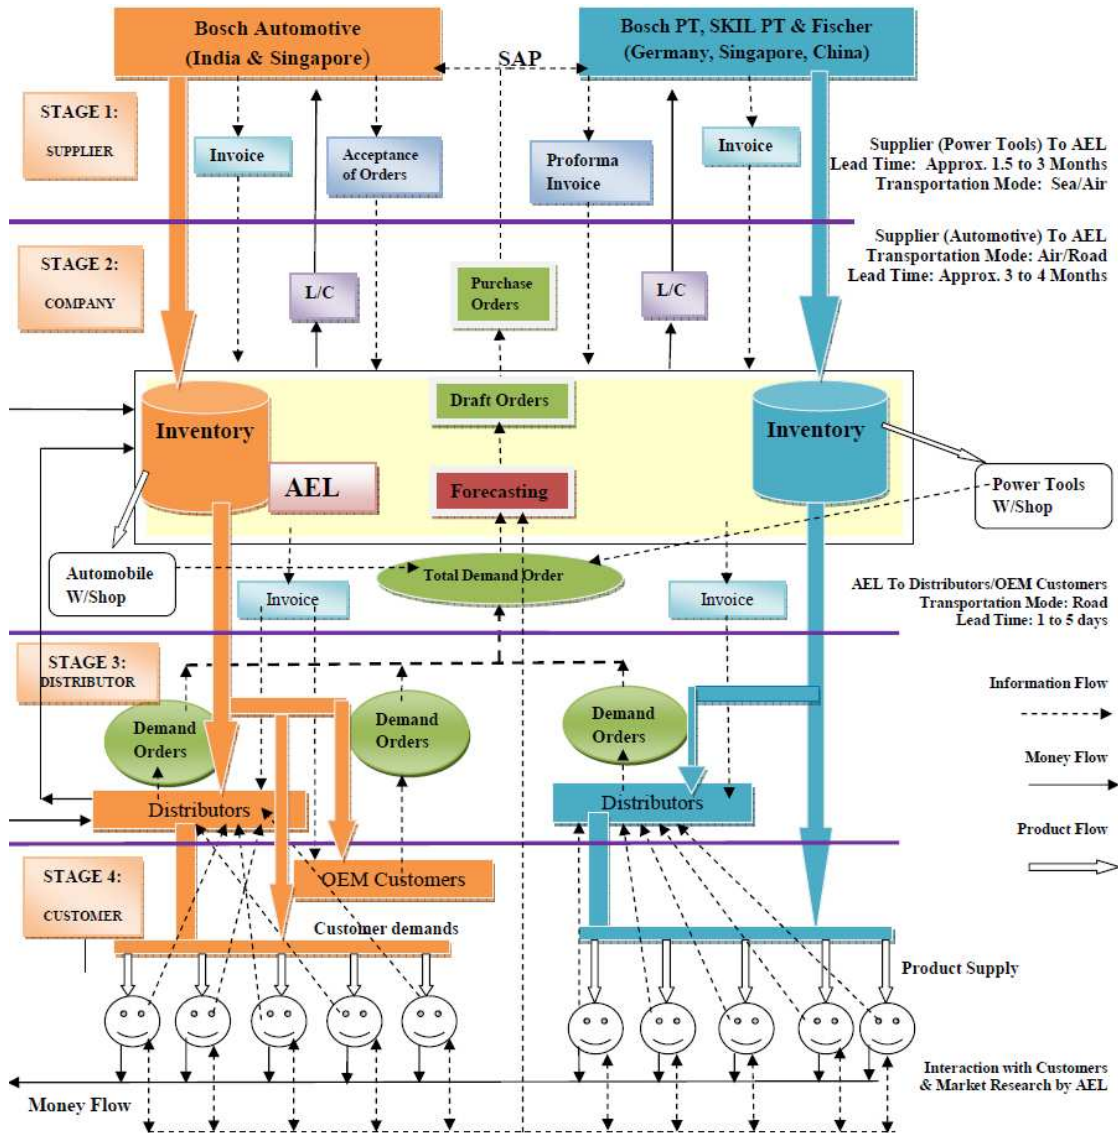 Bosch Automotive
(India & Singapore)
SAP
Bosch PT, SKIL PT & Fischer
(Germany, Singapore, China)
STAGE 1:
SUPPLIER
Invoice
Acceptance
of Orders
Proforma
Invoice
Invoice
Supplier (Power Tools) To AEL
Lead Time:  Approx. 1.5 to 3 Months
Transportation Mode:  Sea/Air
STAGE 2:
COMPANY
L/C
Purchase
Orders
L/C
Supplier (Automotive) To AEL
Transportation Mode: Air/Road
Lead Time: Approx. 3 to 4 Months
Inventory
Draft Orders
Inventory
AEL
Forecasting
Power Tools
W/Shop
Automobile
W/Shop
Total Demand Order
Invoice
Invoice
AEL To Distributors/OEM Customers
Transportation Mode: Road
Lead Time: 1 to 5 days
STAGE 3:
DISTRIBUTOR
Demand
Orders
Demand
Orders
Demand
Orders
Information Flow
Money Flow
Product Flow
Distributors
Distributors
STAGE 4:
CUSTOMER
OEM Customers
Customer demands
Product Supply
Interaction with Customers
& Market Research by AEL
Money Flow